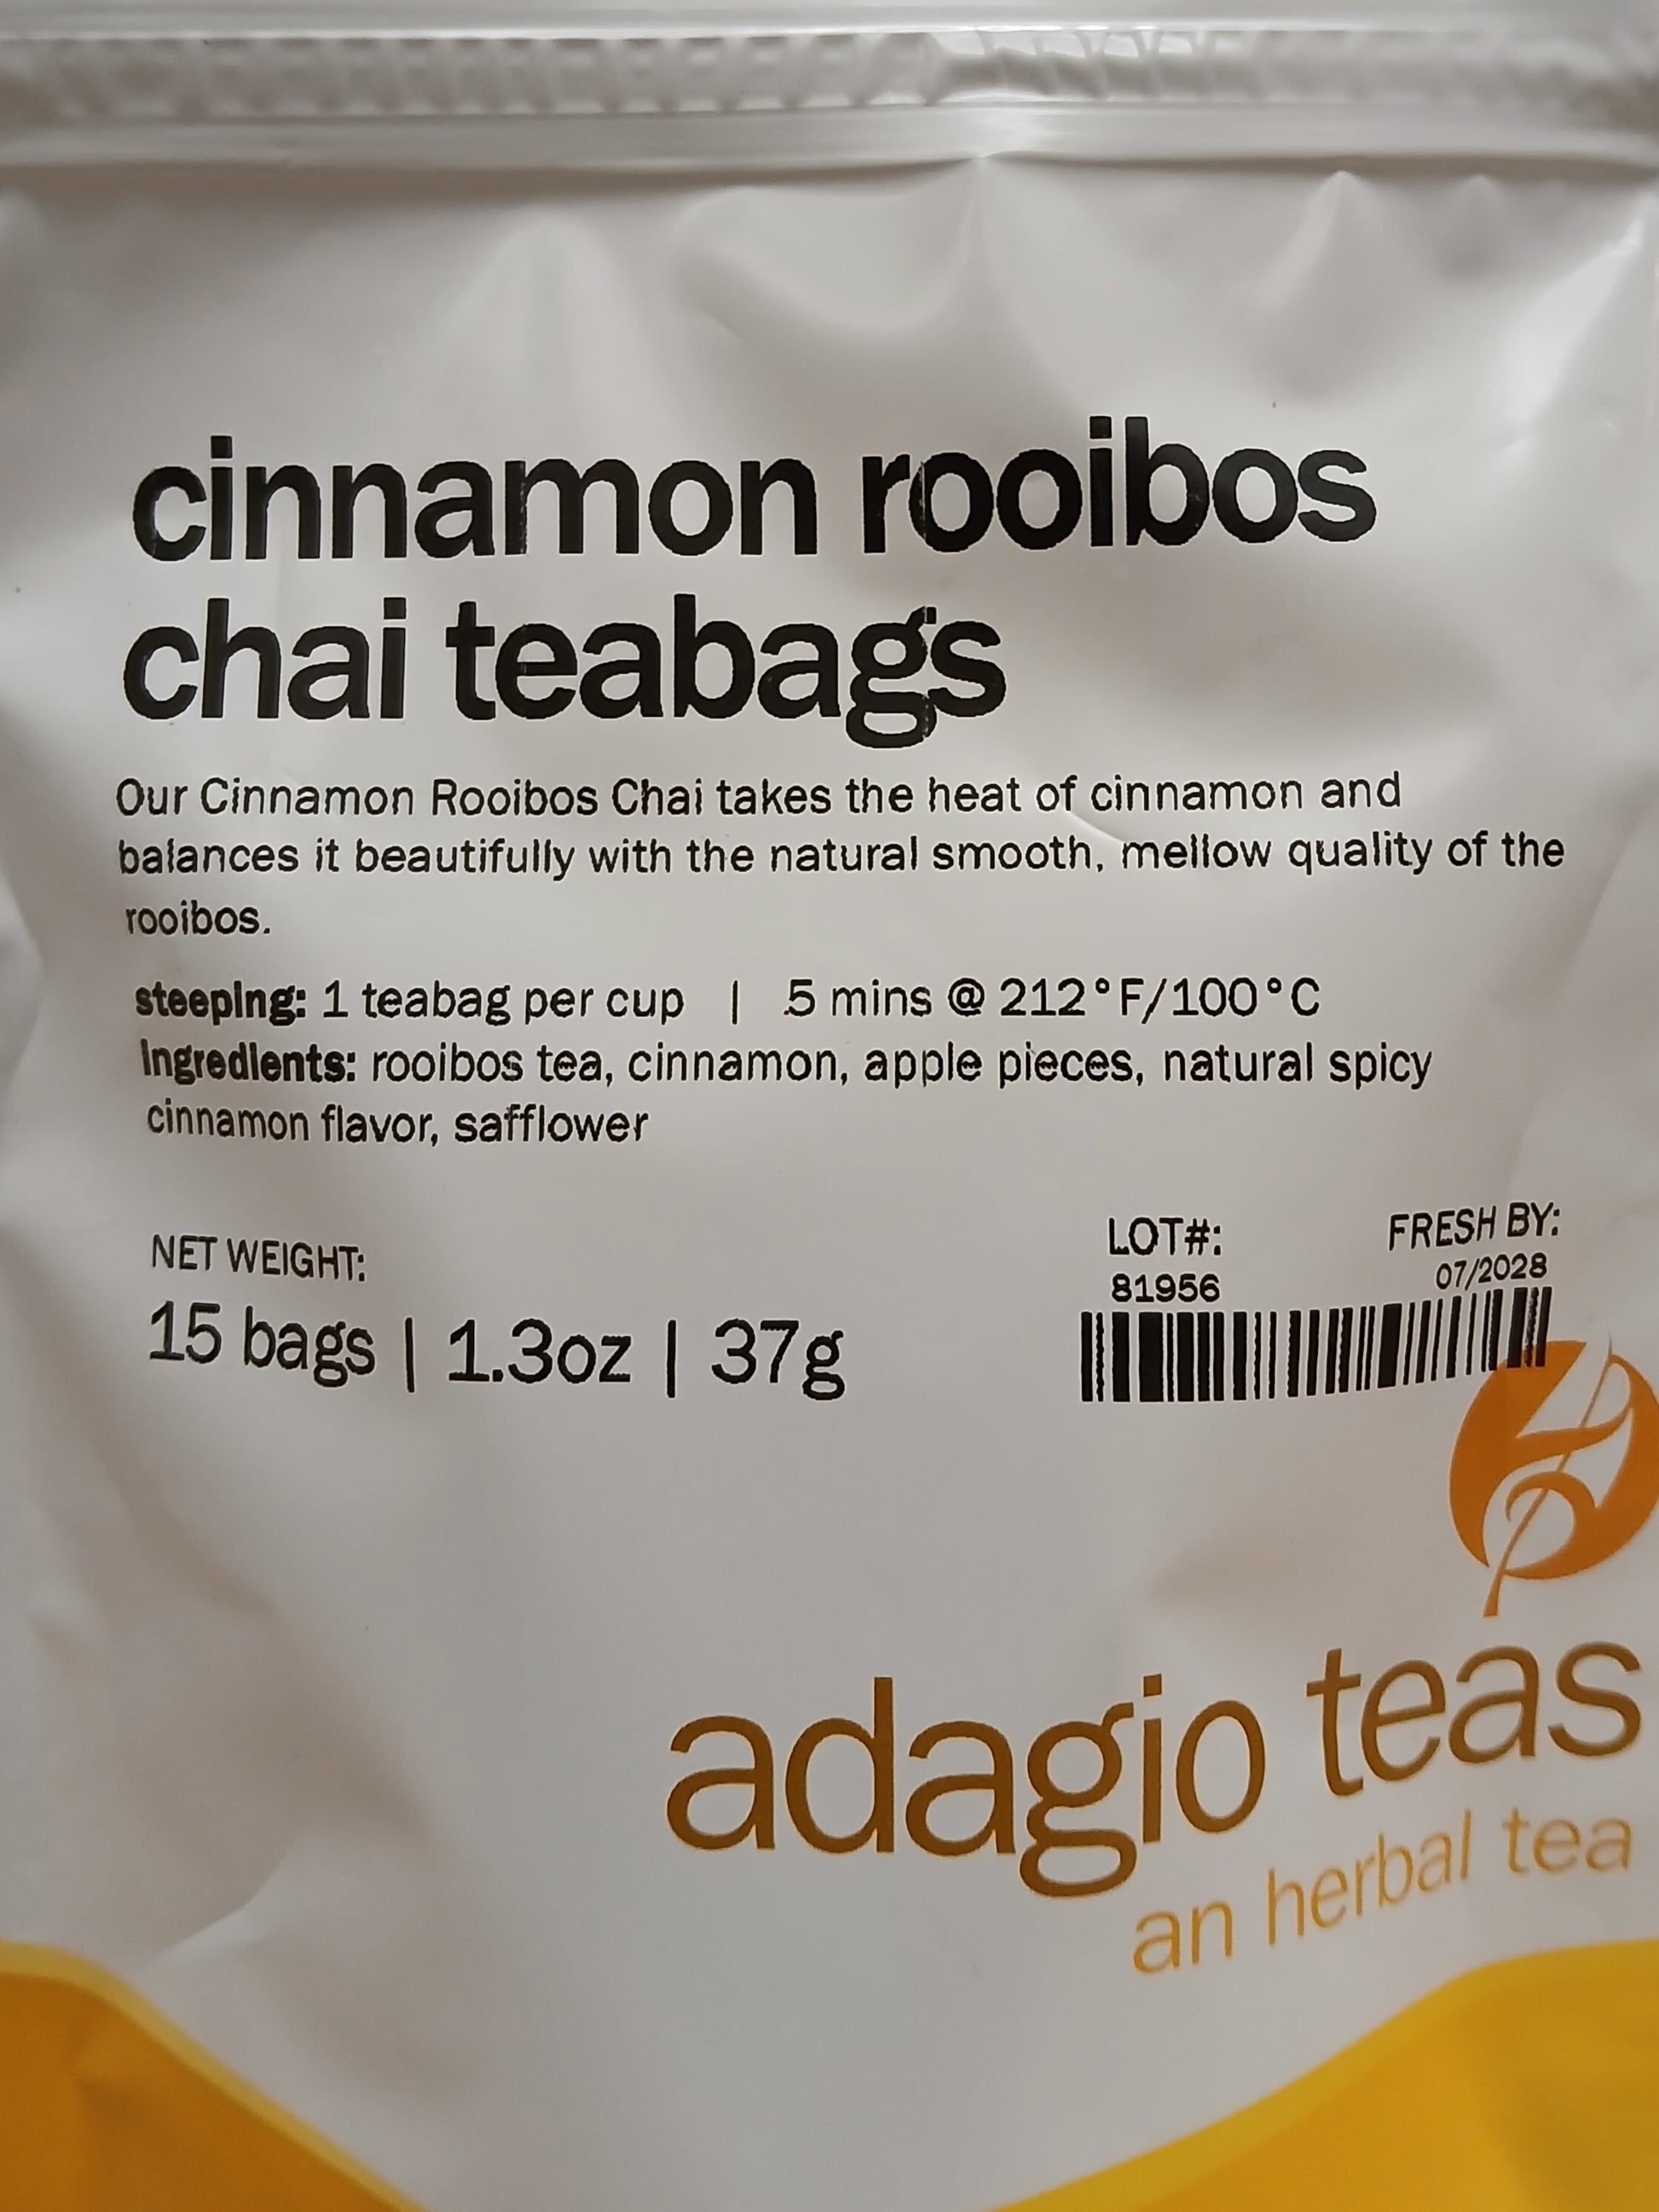 cinnamon rooibos
chai teabags
Our Cinnamon Rooibos Chai takes the heat of cinnamon and
balances it beautifully with the natural smooth, mellow quality of the
rooibos.
steeping: 1 teabag per cup | 5 mins @ 212°F/100°C
Ingredients: rooibos tea, cinnamon, apple pieces, natural spicy
cinnamon flavor, safflower
NET WEIGHT:
15 bags | 1.3oz | 37g
LOT#:
81956
FRESH BY:
07/2028
adagio teas
an herbal tea